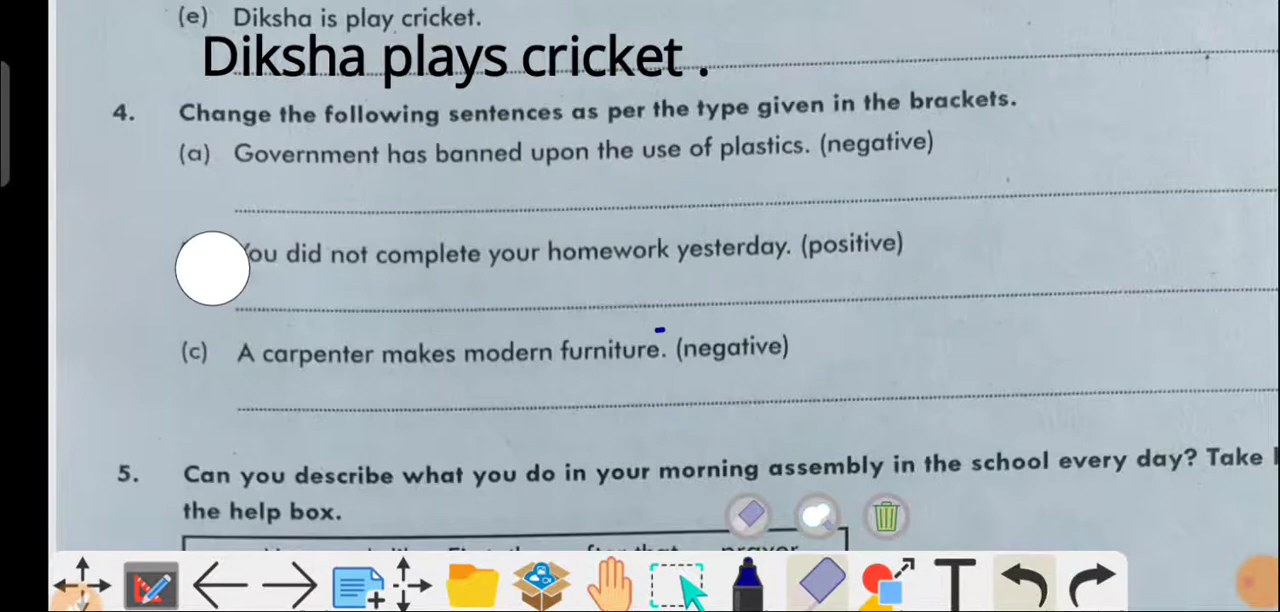 (e) Diksha is play cricket.
Diksha plays cricket .
4. Change the following sentences as per the type given in the brackets.
(a) Government has banned upon the use of plastics. (negative)
ou did not complete your homework yesterday. (positive)
(c) A carpenter makes modern furniture. (negative)
5. Can you describe what you do in your morning assembly in the school every day? Take
the help box.